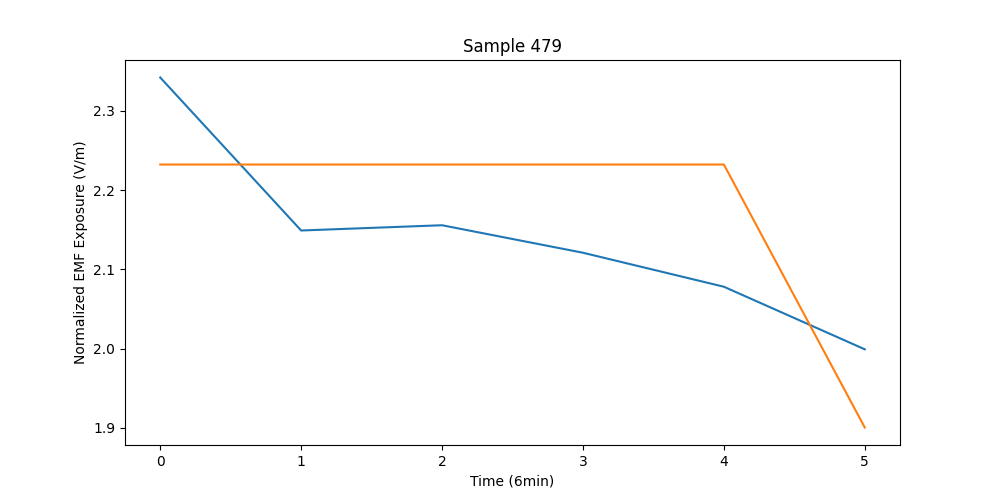 Sample 479
Normalized EMF Exposure (V/m)
2.3
2.2
2.1
2.0
1.9
0 1 2 3 4 5
Time (6min)